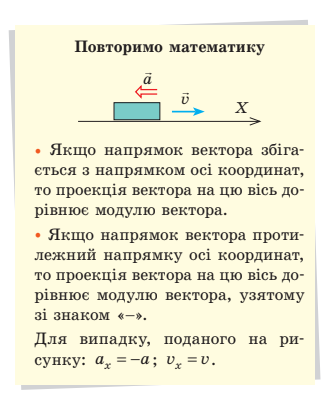 Повторимо математику
a⃗
v⃗
X
• Якщо напрямок вектора збіга-
ється з напрямком осі координат,
то проекція вектора на цю вісь до-
рівнює модулю вектора.
• Якщо напрямок вектора проти-
лежний напрямку осі координат,
то проекція вектора на цю вісь до-
рівнює модулю вектора, узятому
зі знаком «–».
Для випадку, поданого на ри-
сунку: aₓ = –a; vₓ = v.